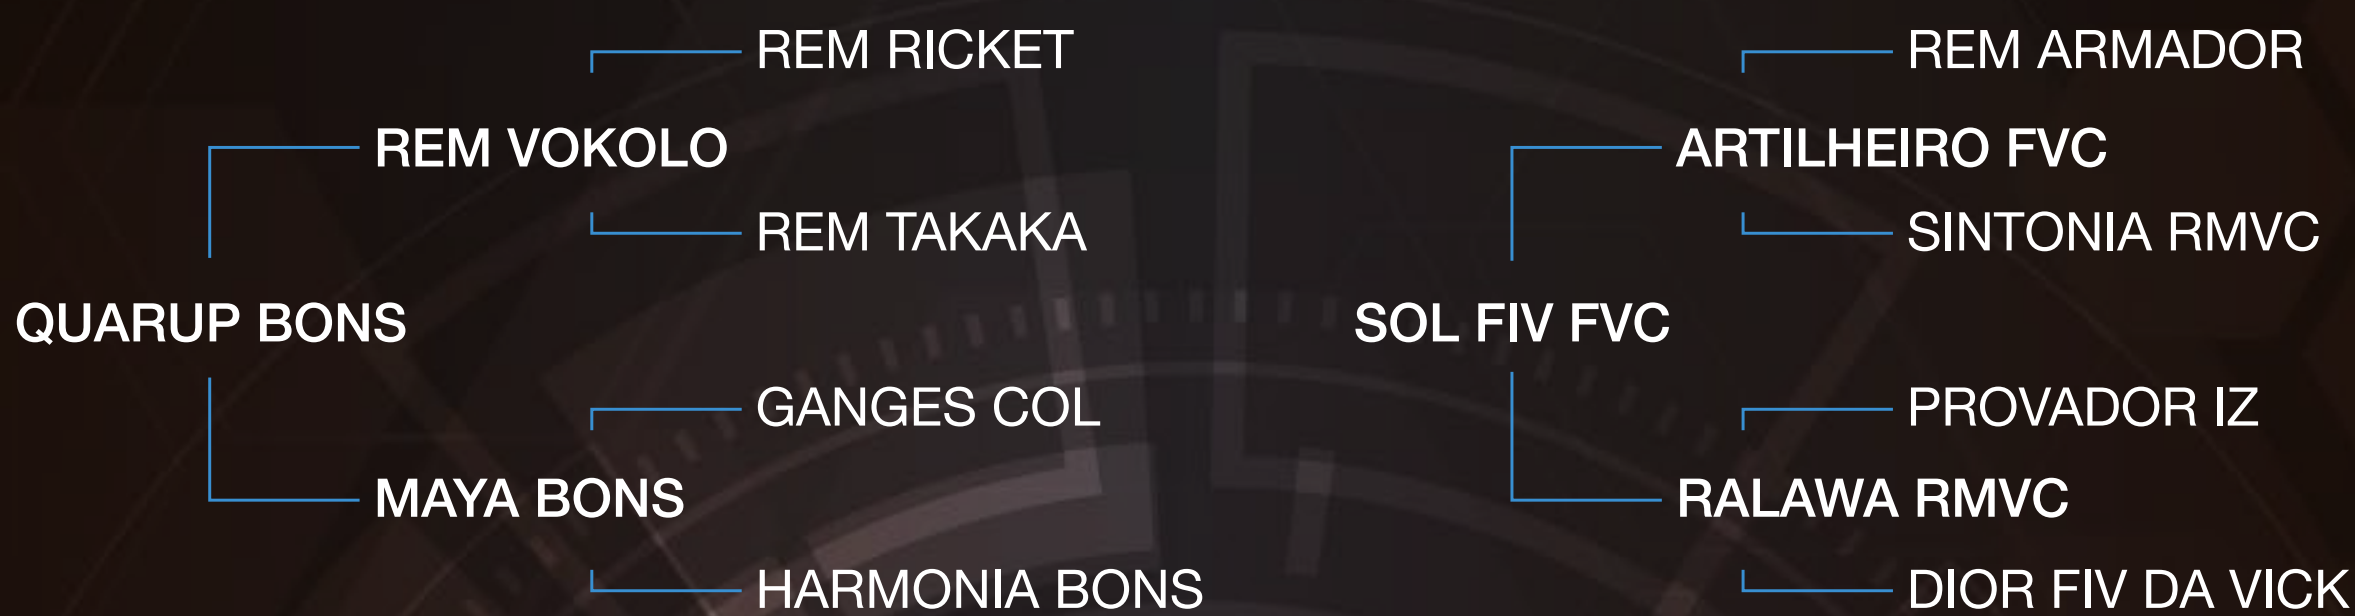 REM RICKET
REM VOKOLO
REM TAKAKA
QUARUP BONS
GANGES COL
MAYA BONS
HARMONIA BONS
REM ARMADOR
ARTILHEIRO FVC
SINTONIA RMVC
SOL FIV FVC
PROVADOR IZ
RALAWA RMVC
DIOR FIV DA VICK